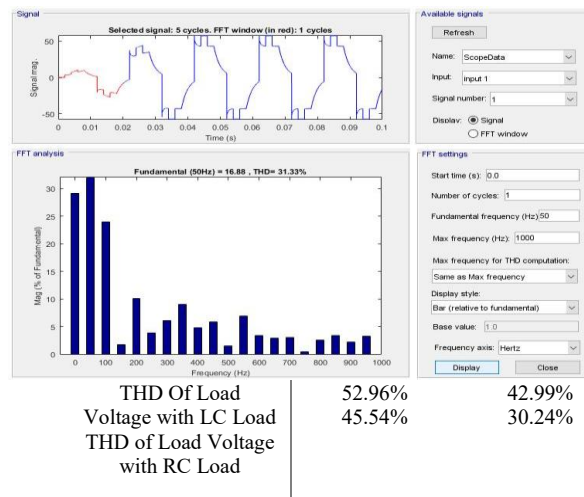 Signal
Selected signal: 5 cycles. FFT window (in red): 1 cycles
50
0
-50
Signal mag.
0 0.01 0.02 0.03 0.04 0.05 0.06 0.07 0.08 0.09 0.1
Time (s)
FFT analysis
Fundamental (50Hz) = 16.88 , THD= 31.33%
30
25
20
15
10
5
0
Mag (% of Fundamental)
0 100 200 300 400 500 600 700 800 900 1000
Frequency (Hz)
Available signals
Refresh
Name: ScopeData
Input: input 1
Signal number: 1
Display: Signal
FFT window
FFT settings
Start time (s): 0.0
Number of cycles: 1
Fundamental frequency (Hz): 50
Max frequency (Hz): 1000
Max frequency for THD computation:
Same as Max frequency
Display style:
Bar (relative to fundamental)
Base value: 1.0
Frequency axis: Hertz
Display Close
THD Of Load 52.96% 42.99%
Voltage with LC Load 45.54% 30.24%
THD of Load Voltage
with RC Load